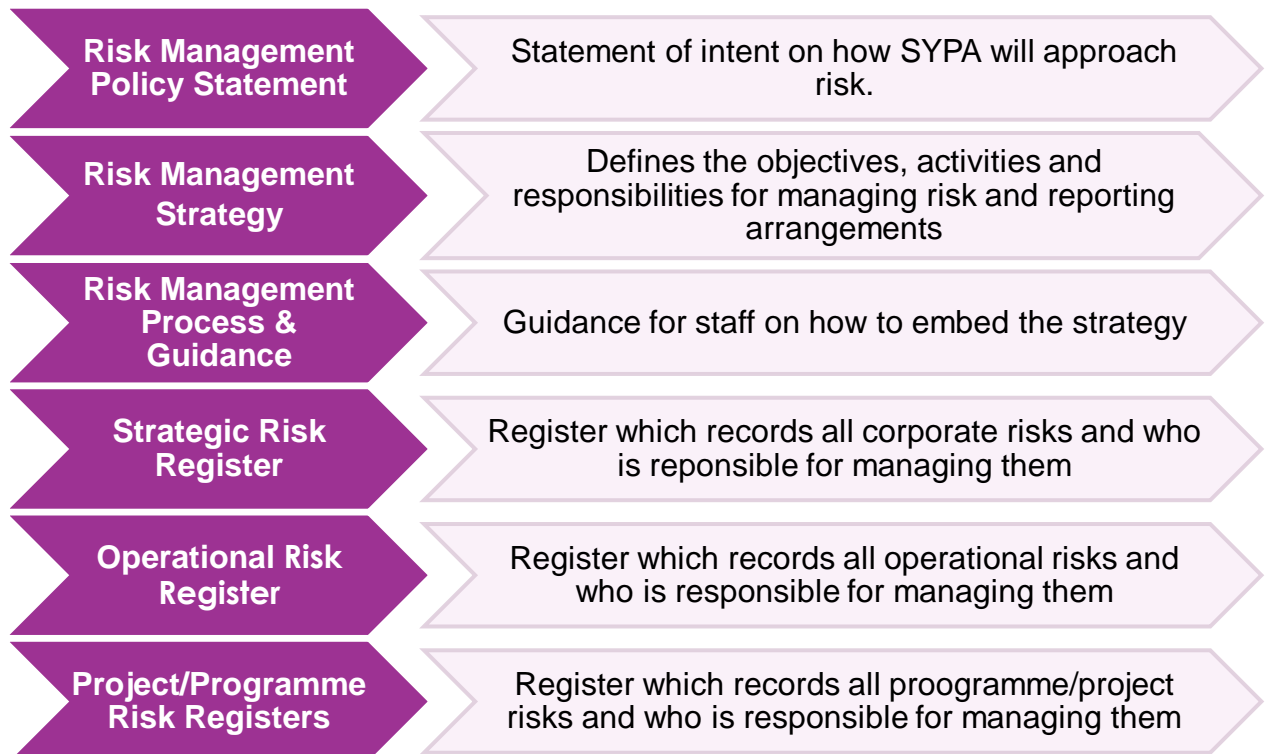 Risk Management
Policy Statement
Statement of intent on how SYPA will approach
risk.
Risk Management
Strategy
Defines the objectives, activities and
responsibilities for managing risk and reporting
arrangements
Risk Management
Process &
Guidance
Guidance for staff on how to embed the strategy
Strategic Risk
Register
Register which records all corporate risks and who
is reponsible for managing them
Operational Risk
Register
Register which records all operational risks and
who is responsible for managing them
Project/Programme
Risk Registers
Register which records all proogramme/project
risks and who is responsible for managing them